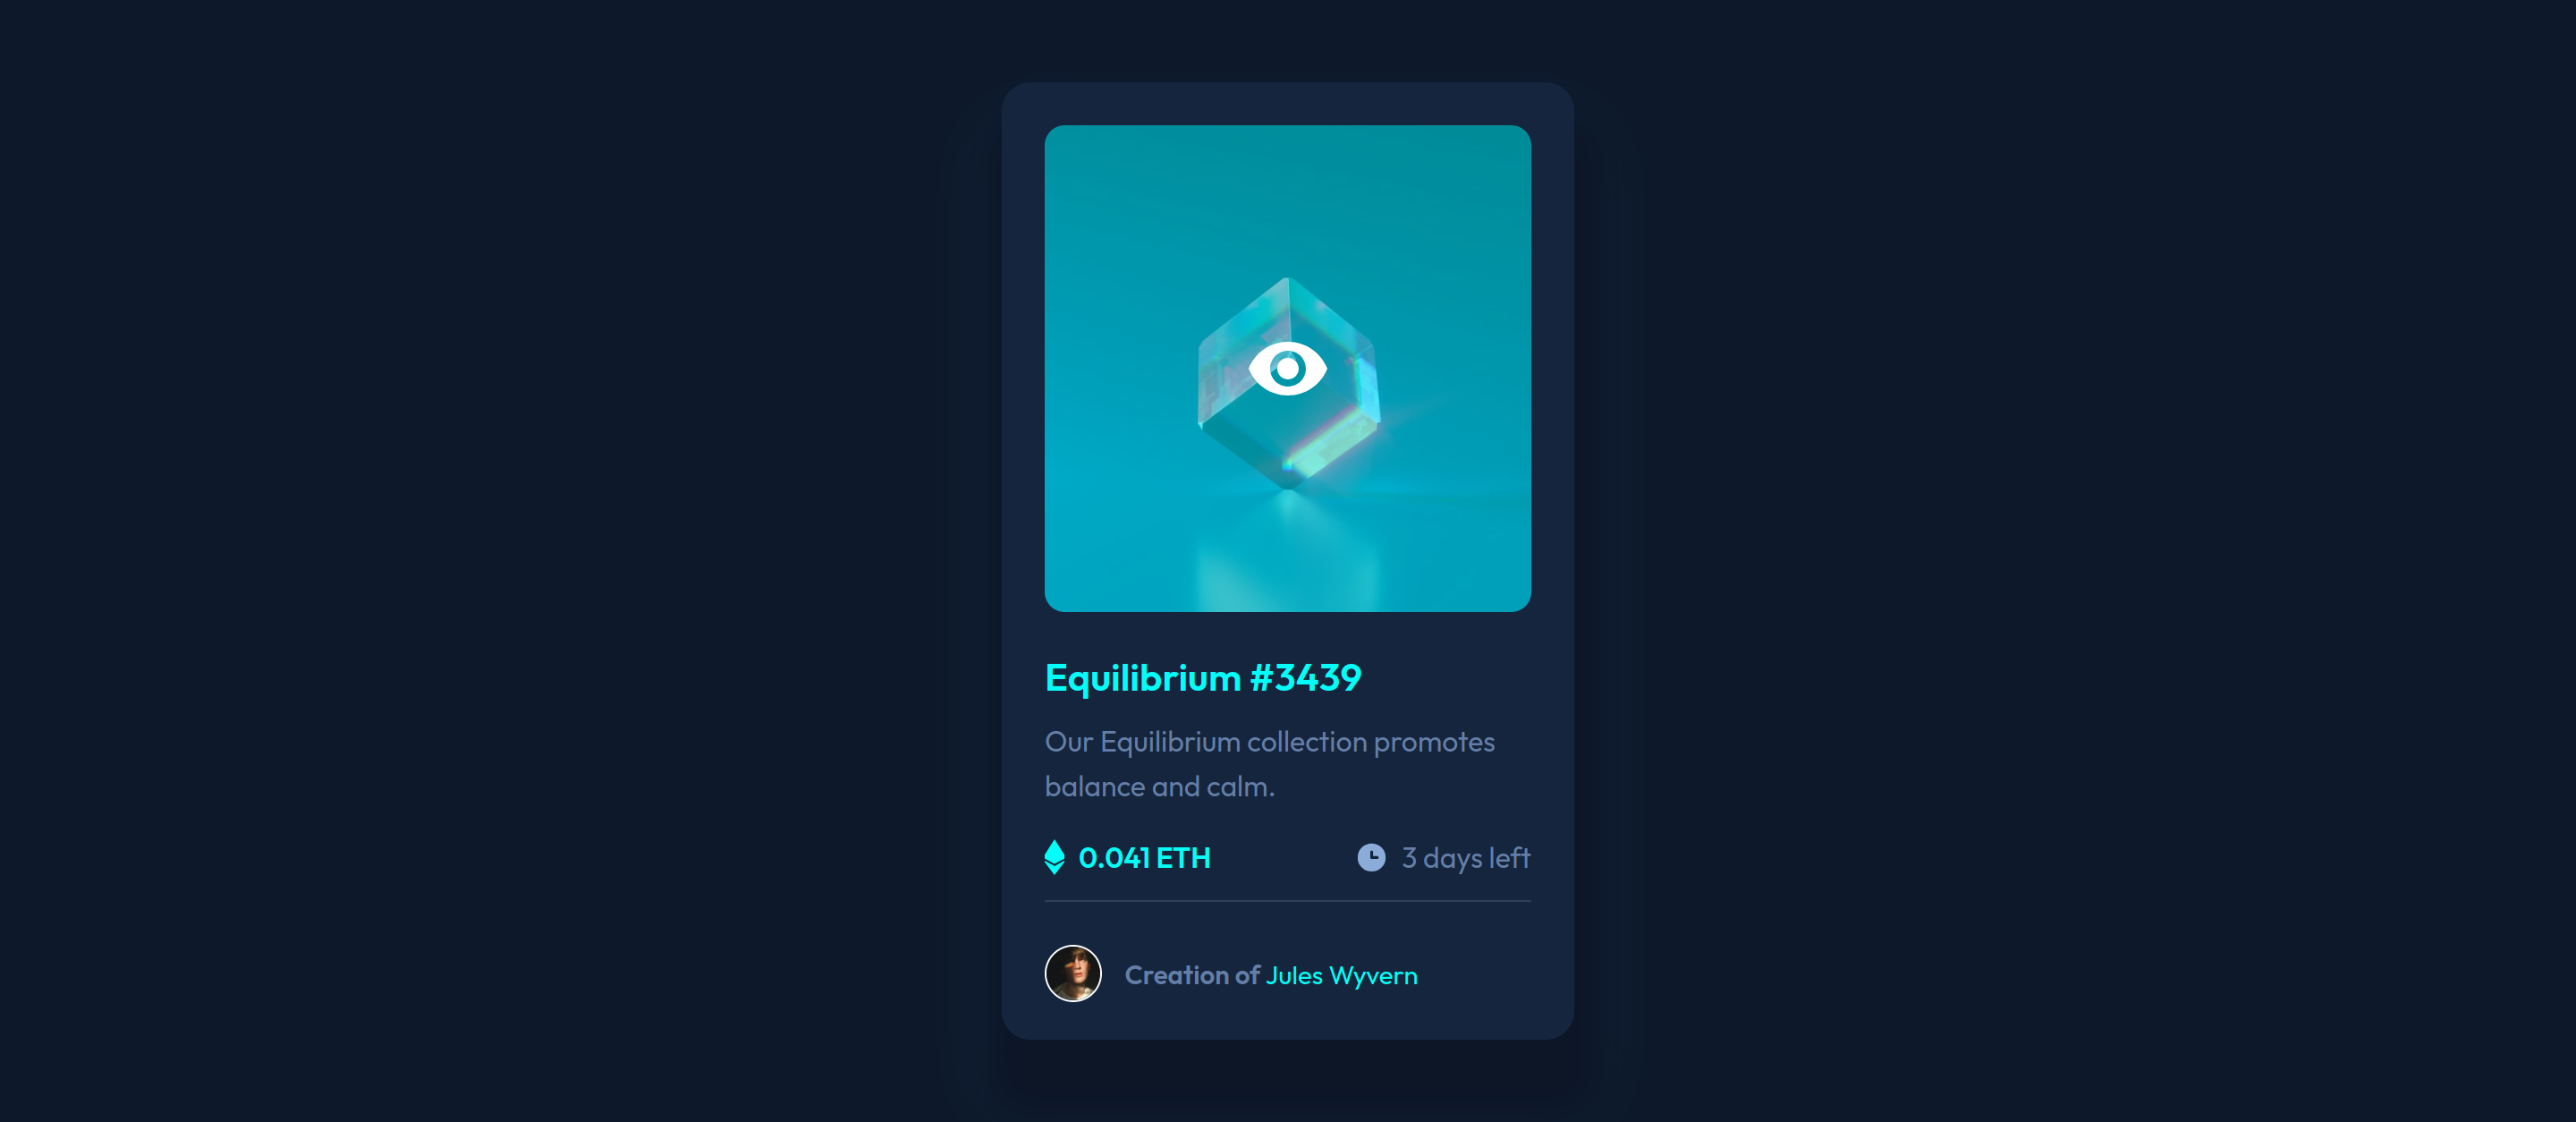 Equilibrium #3439
Our Equilibrium collection promotes
balance and calm.
0.041 ETH
3 days left
Creation of Jules Wyvern